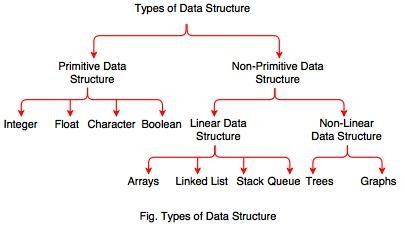 Types of Data Structure
Primitive Data
Structure
Non-Primitive Data
Structure
Integer
Float
Character
Boolean
Linear Data
Structure
Non-Linear
Data Structure
Arrays
Linked List
Stack
Queue
Trees
Graphs
Fig. Types of Data Structure